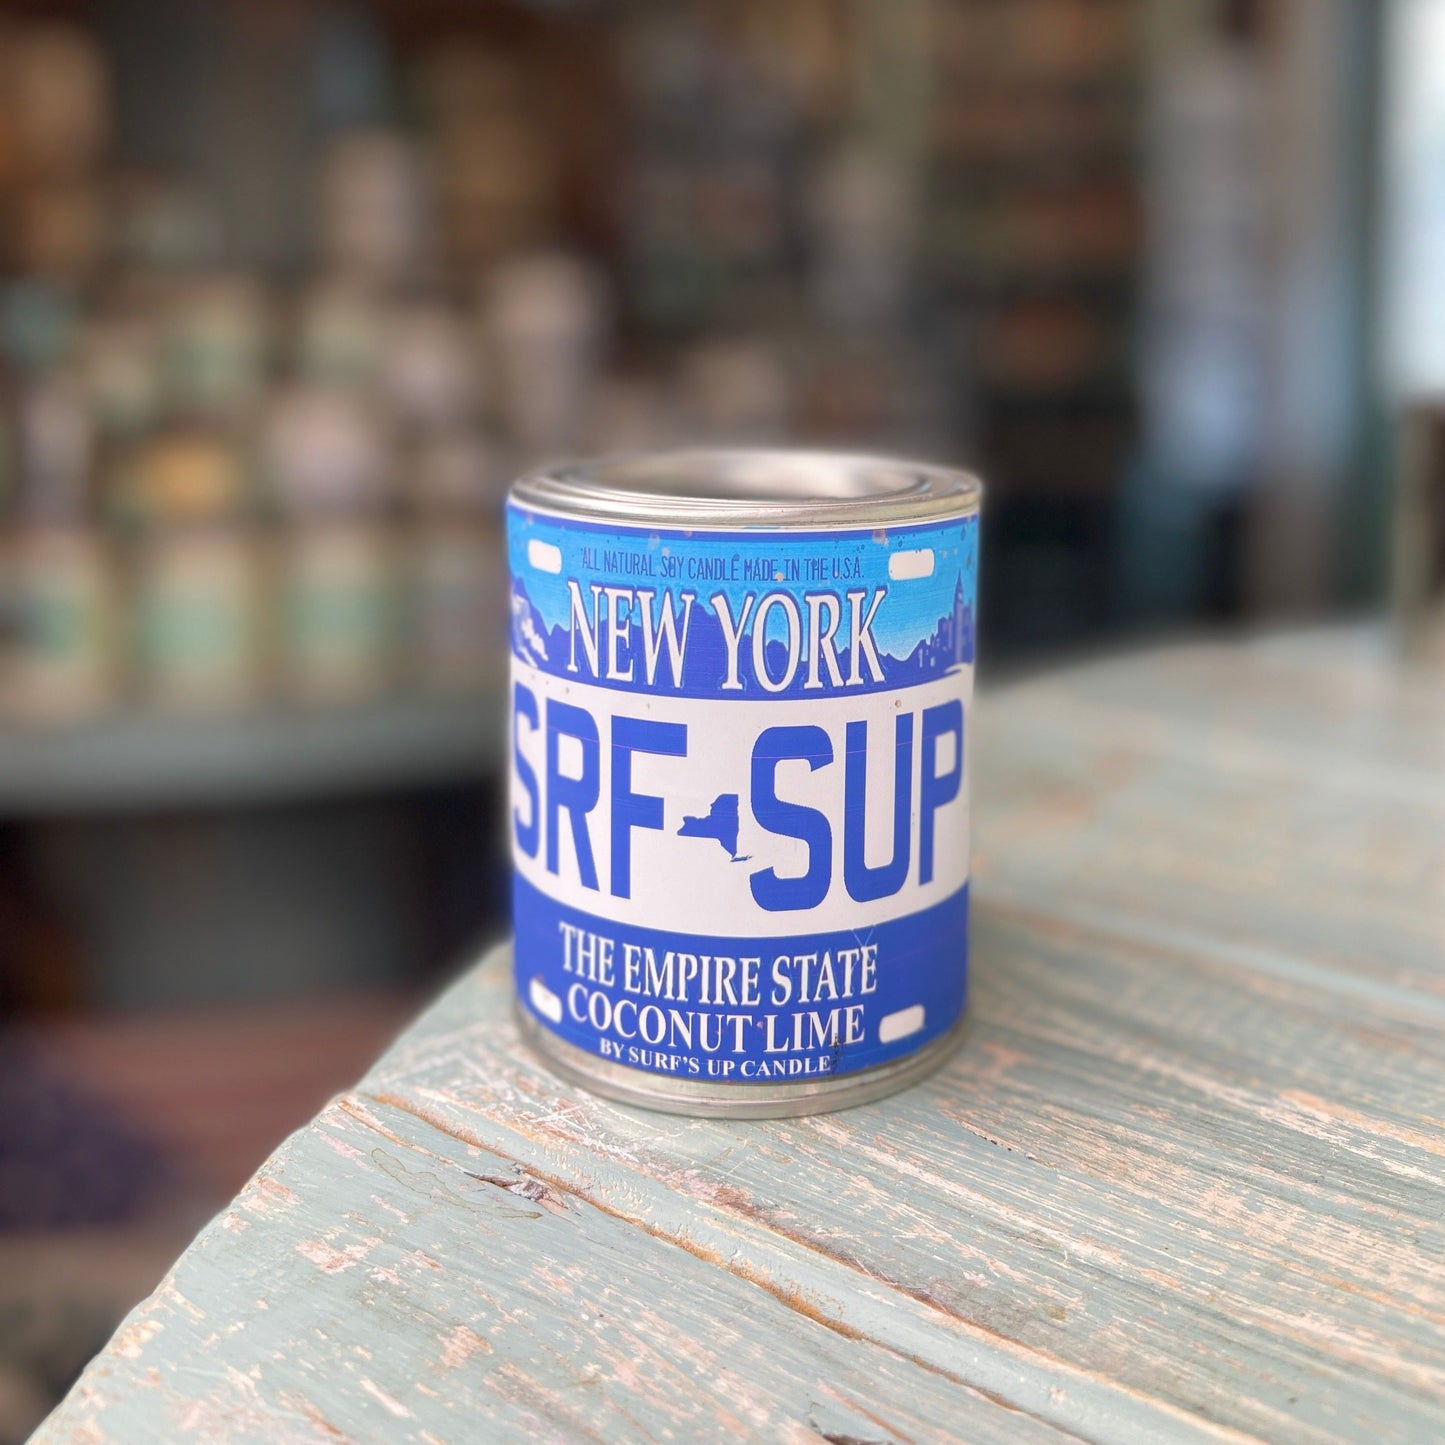 ALL NATURAL SOY CANDLE MADE IN THE U.S.A.
NEW YORK
SRF SUP
THE EMPIRE STATE
COCONUT LIME
BY SURF'S UP CANDLE